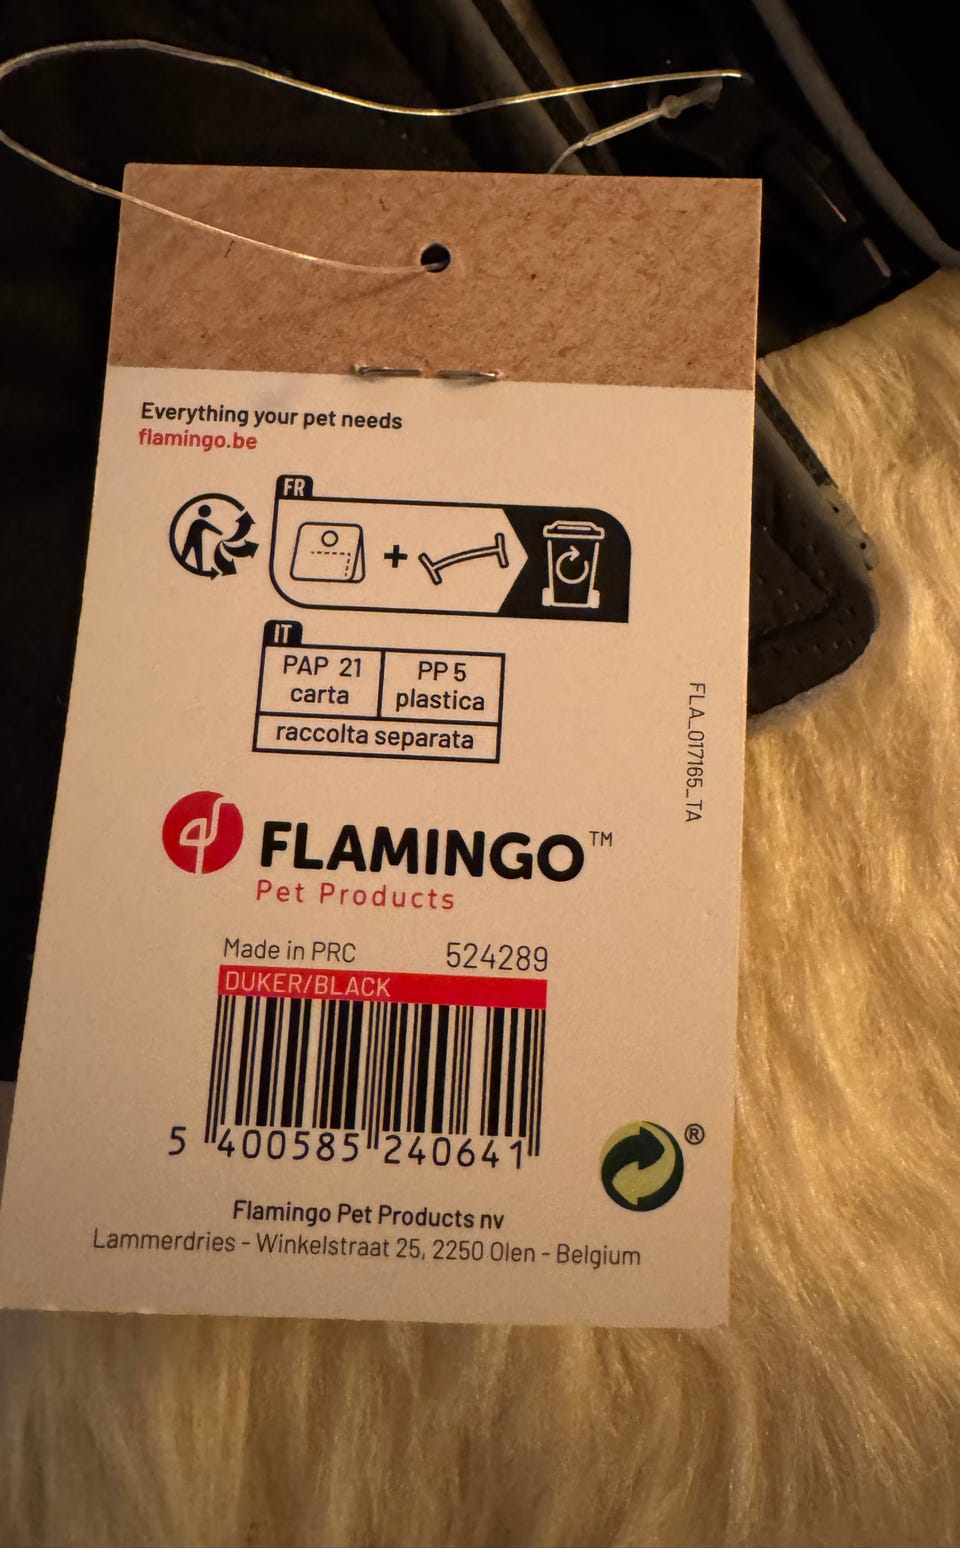 Everything your pet needs
flamingo.be
FR
+
IT
PAP 21
carta
PP 5
plastica
raccolta separata
FLA_017165_TA
FLAMINGO™
Pet Products
Made in PRC
524289
DUKER/BLACK
5 400585 240641
®
Flamingo Pet Products nv
Lammerdries - Winkelstraat 25, 2250 Olen - Belgium